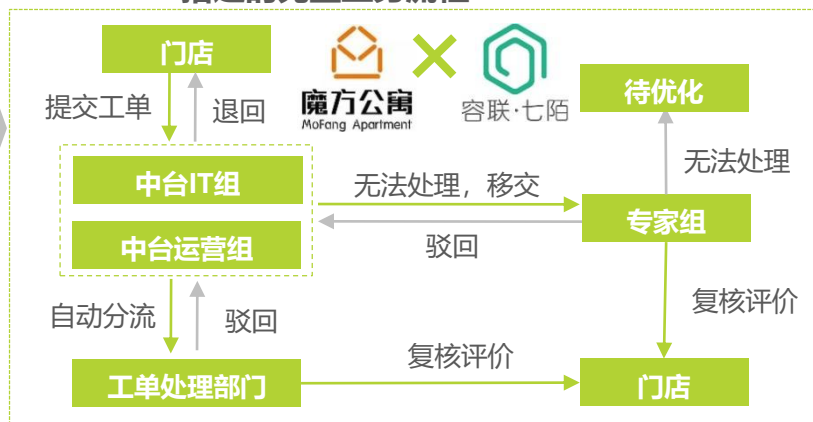 门店
提交工单
退回
魔方公寓
MoFang Apartment
容联·七陌
待优化
无法处理
中台IT组
无法处理，移交
专家组
中台运营组
驳回
自动分流
驳回
复核评价
复核评价
工单处理部门
门店